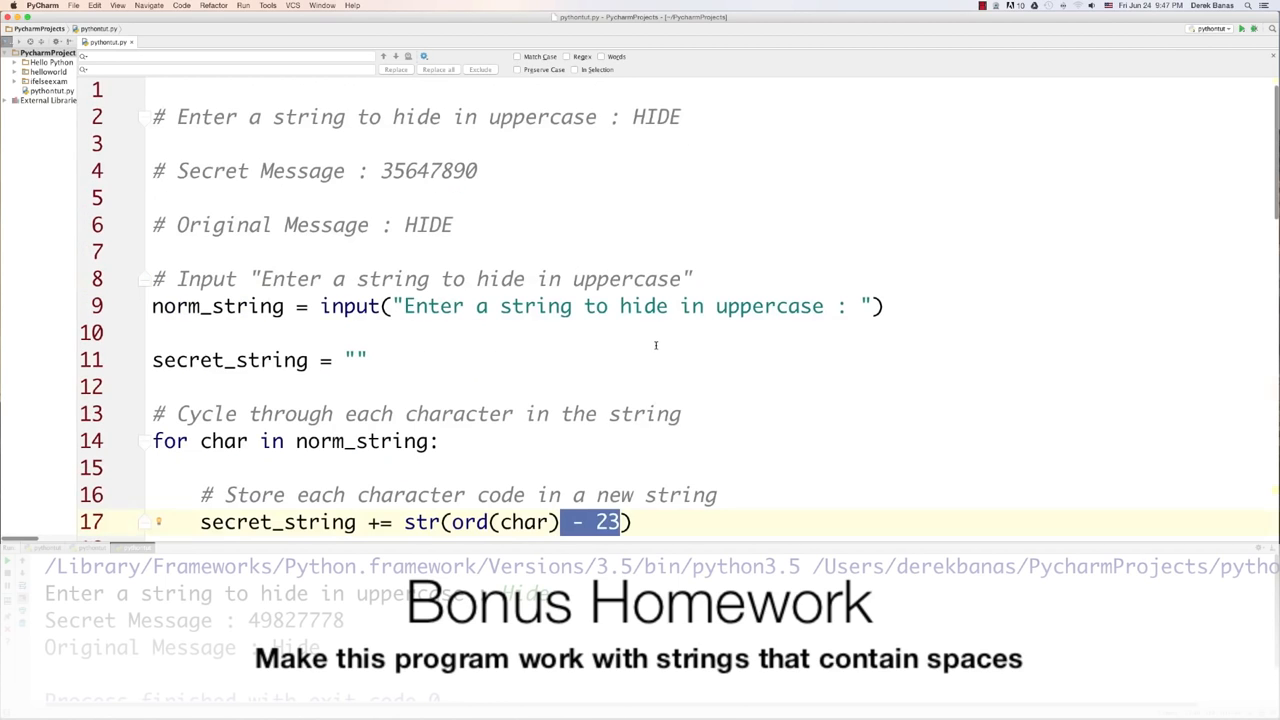 PyCharm File Edit View Navigate Code Refactor Run Tools VCS Window Help
Fri Jun 24 9:47 PM Derek Banas
pythontut.py - PycharmProjects - [~/PycharmProjects]
PycharmProjects pythontut.py
pythontut
pythontut.py
PycharmProject
Hello Python
helloworld
ifelseexam
pythontut.py
External Librarie
Match Case Regex Words
Replace Replace all Exclude Preserve Case In Selection
1
2 # Enter a string to hide in uppercase : HIDE
3
4 # Secret Message : 35647890
5
6 # Original Message : HIDE
7
8 # Input "Enter a string to hide in uppercase"
9 norm_string = input("Enter a string to hide in uppercase : ")
10
11 secret_string = ""
12
13 # Cycle through each character in the string
14 for char in norm_string:
15
16 # Store each character code in a new string
17 secret_string += str(ord(char) - 23)
Run: pythontut pythontut pythontut
/Library/Frameworks/Python.framework/Versions/3.5/bin/python3.5 /Users/derekbanas/PycharmProjects/pytho
Enter a string to hide in uppercase : Hide
Secret Message : 49827778
Original Message : Hide
Process finished with exit code 0
Bonus Homework
Make this program work with strings that contain spaces